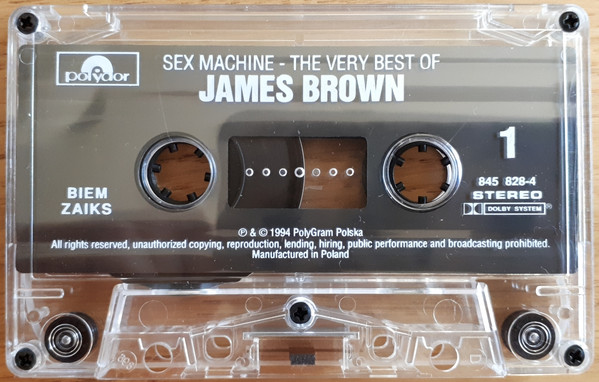 polydor
SEX MACHINE - THE VERY BEST OF
JAMES BROWN
1
BIEM
ZAIKS
845 828-4
STEREO
DOLBY SYSTEM®
℗ & © 1994 PolyGram Polska
All rights reserved, unauthorized copying, reproduction, lending, hiring, public performance and broadcasting prohibited.
Manufactured in Poland